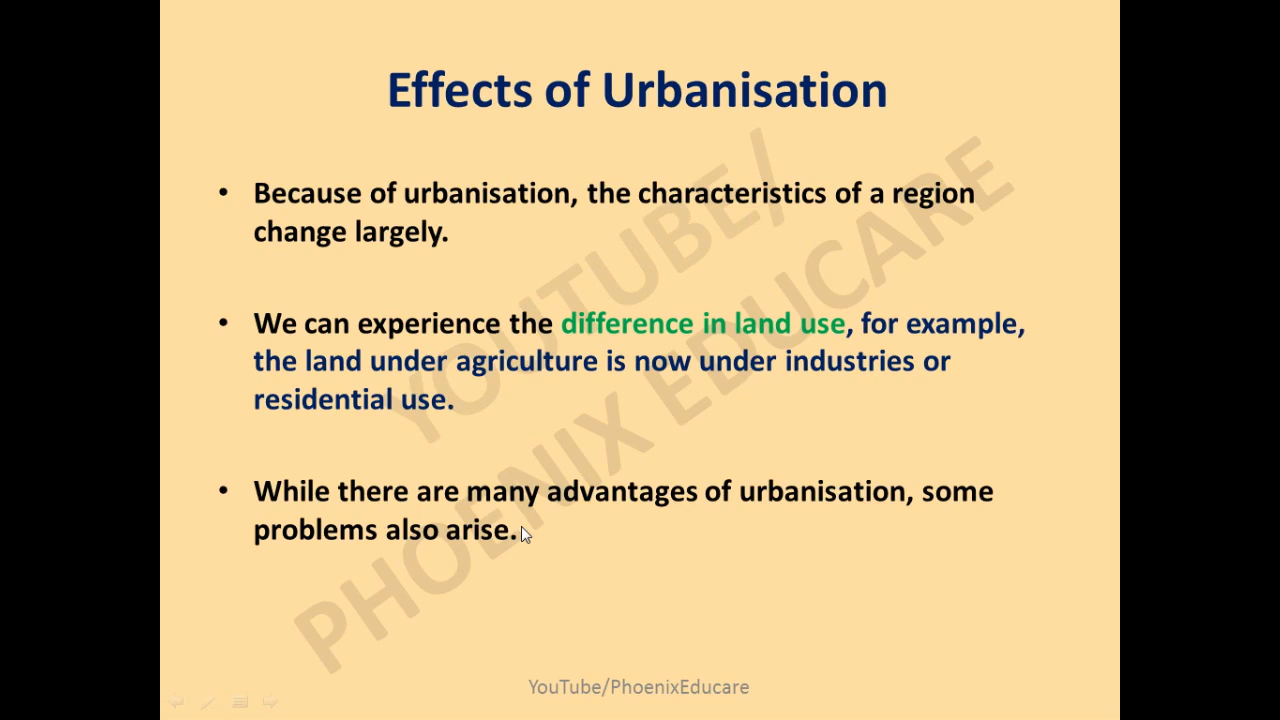 Effects of Urbanisation
• Because of urbanisation, the characteristics of a region
change largely.
• We can experience the difference in land use, for example,
the land under agriculture is now under industries or
residential use.
• While there are many advantages of urbanisation, some
problems also arise.
YOUTUBE/
PHOENIX EDUCARE
YouTube/PhoenixEducare